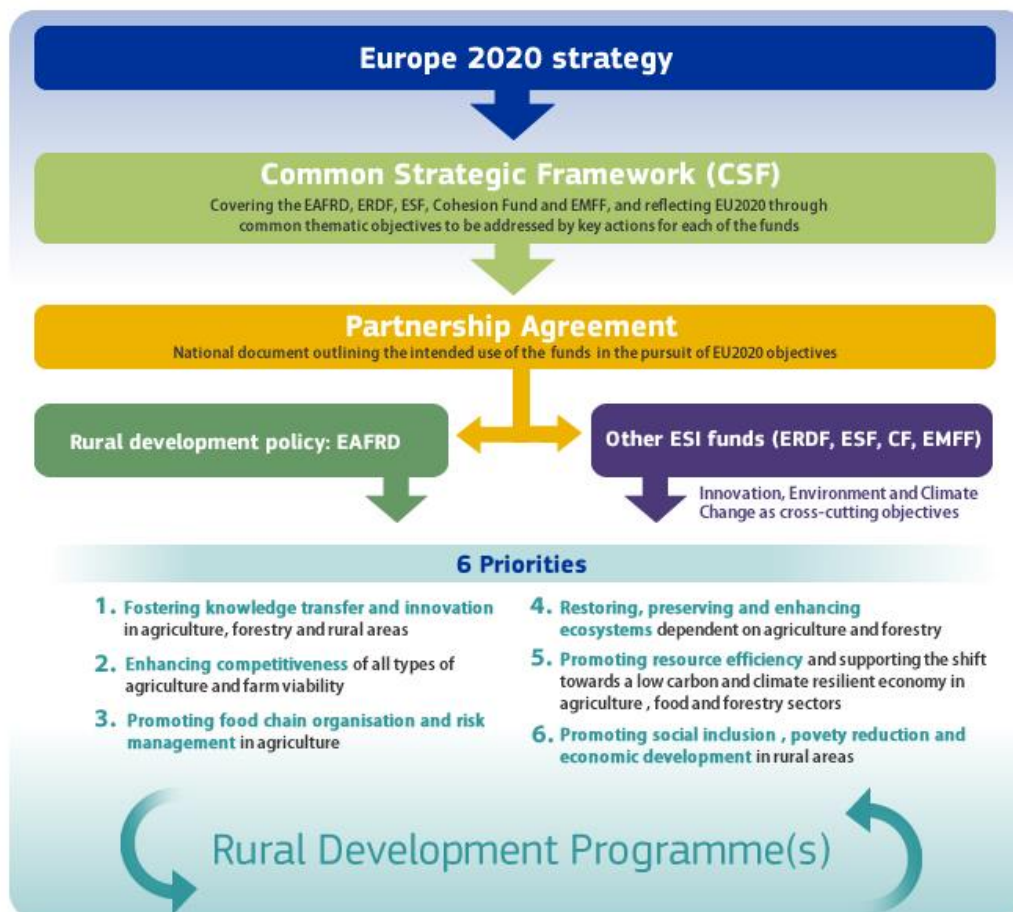 Europe 2020 strategy
Common Strategic Framework (CSF)
Covering the EAFRD, ERDF, ESF, Cohesion Fund and EMFF, and reflecting EU2020 through
common thematic objectives to be addressed by key actions for each of the funds
Partnership Agreement
National document outlining the intended use of the funds in the pursuit of EU2020 objectives
Rural development policy: EAFRD
Other ESI funds (ERDF, ESF, CF, EMFF)
Innovation, Environment and Climate
Change as cross-cutting objectives
6 Priorities
1. Fostering knowledge transfer and innovation
in agriculture, forestry and rural areas
2. Enhancing competitiveness of all types of
agriculture and farm viability
3. Promoting food chain organisation and risk
management in agriculture
4. Restoring, preserving and enhancing
ecosystems dependent on agriculture and forestry
5. Promoting resource efficiency and supporting the shift
towards a low carbon and climate resilient economy in
agriculture , food and forestry sectors
6. Promoting social inclusion , povety reduction and
economic development in rural areas
Rural Development Programme(s)